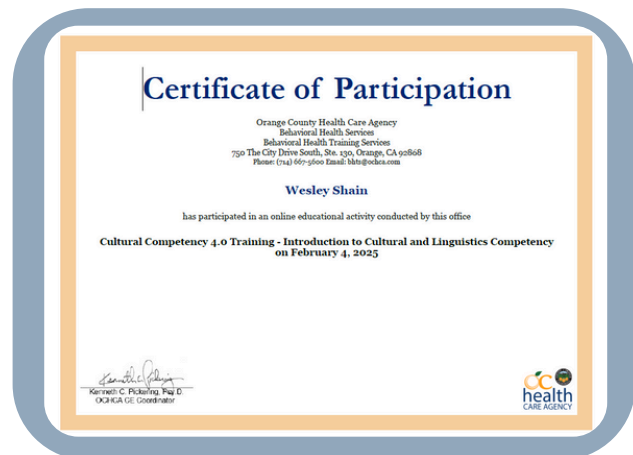 Certificate of Participation
Orange County Health Care Agency
Behavioral Health Services
Behavioral Health Training Services
750 The City Drive South, Ste. 130, Orange, CA 92868
Phone: (714) 667-5600 Email: bhts@ochca.com
Wesley Shain
has participated in an online educational activity conducted by this office
Cultural Competency 4.0 Training - Introduction to Cultural and Linguistics Competency
on February 4, 2025
Kenneth C. Pickering, Psy.D.
OCHCA CE Coordinator
OC
health
CARE AGENCY